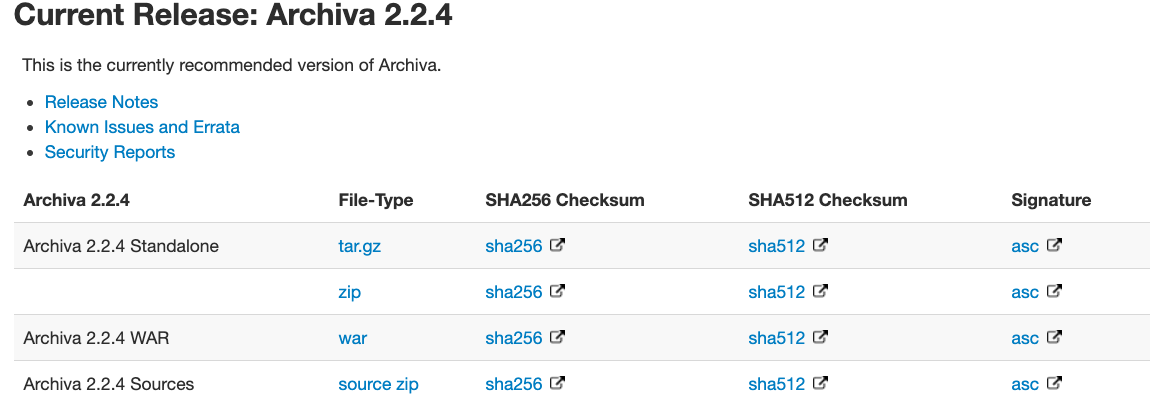 Current Release: Archiva 2.2.4
This is the currently recommended version of Archiva.
Release Notes
Known Issues and Errata
Security Reports
Archiva 2.2.4 File-Type SHA256 Checksum SHA512 Checksum Signature
Archiva 2.2.4 Standalone tar.gz sha256 sha512 asc
zip sha256 sha512 asc
Archiva 2.2.4 WAR war sha256 sha512 asc
Archiva 2.2.4 Sources source zip sha256 sha512 asc